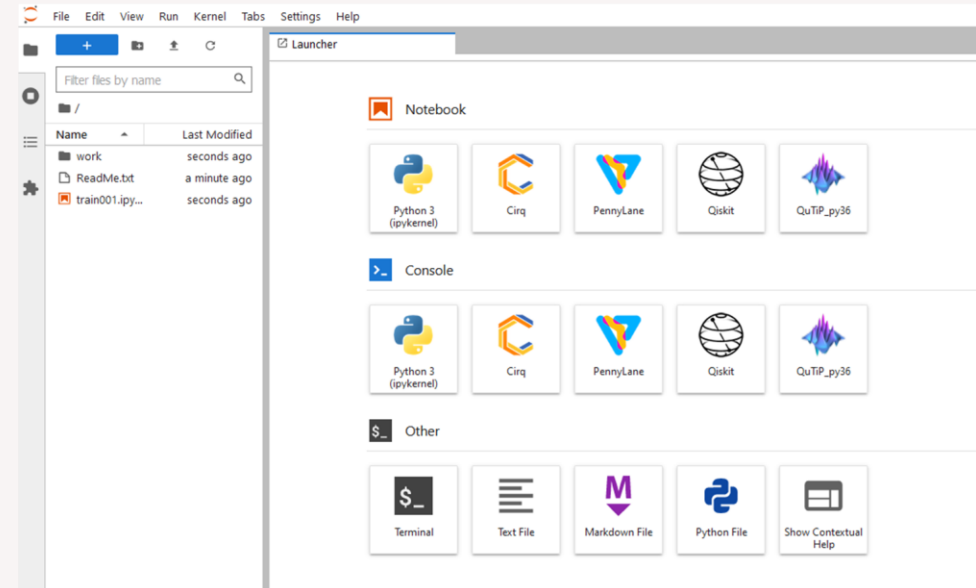 File Edit View Run Kernel Tabs Settings Help
+
Filter files by name
/
Name Last Modified
work seconds ago
ReadMe.txt a minute ago
train001.ipy... seconds ago
Launcher
Notebook
Python 3 Cirq PennyLane Qiskit QuTiP_py36
(ipykernel)
>_ Console
Python 3 Cirq PennyLane Qiskit QuTiP_py36
(ipykernel)
$_ Other
$_ M
Terminal Text File Markdown File Python File Show Contextual
Help